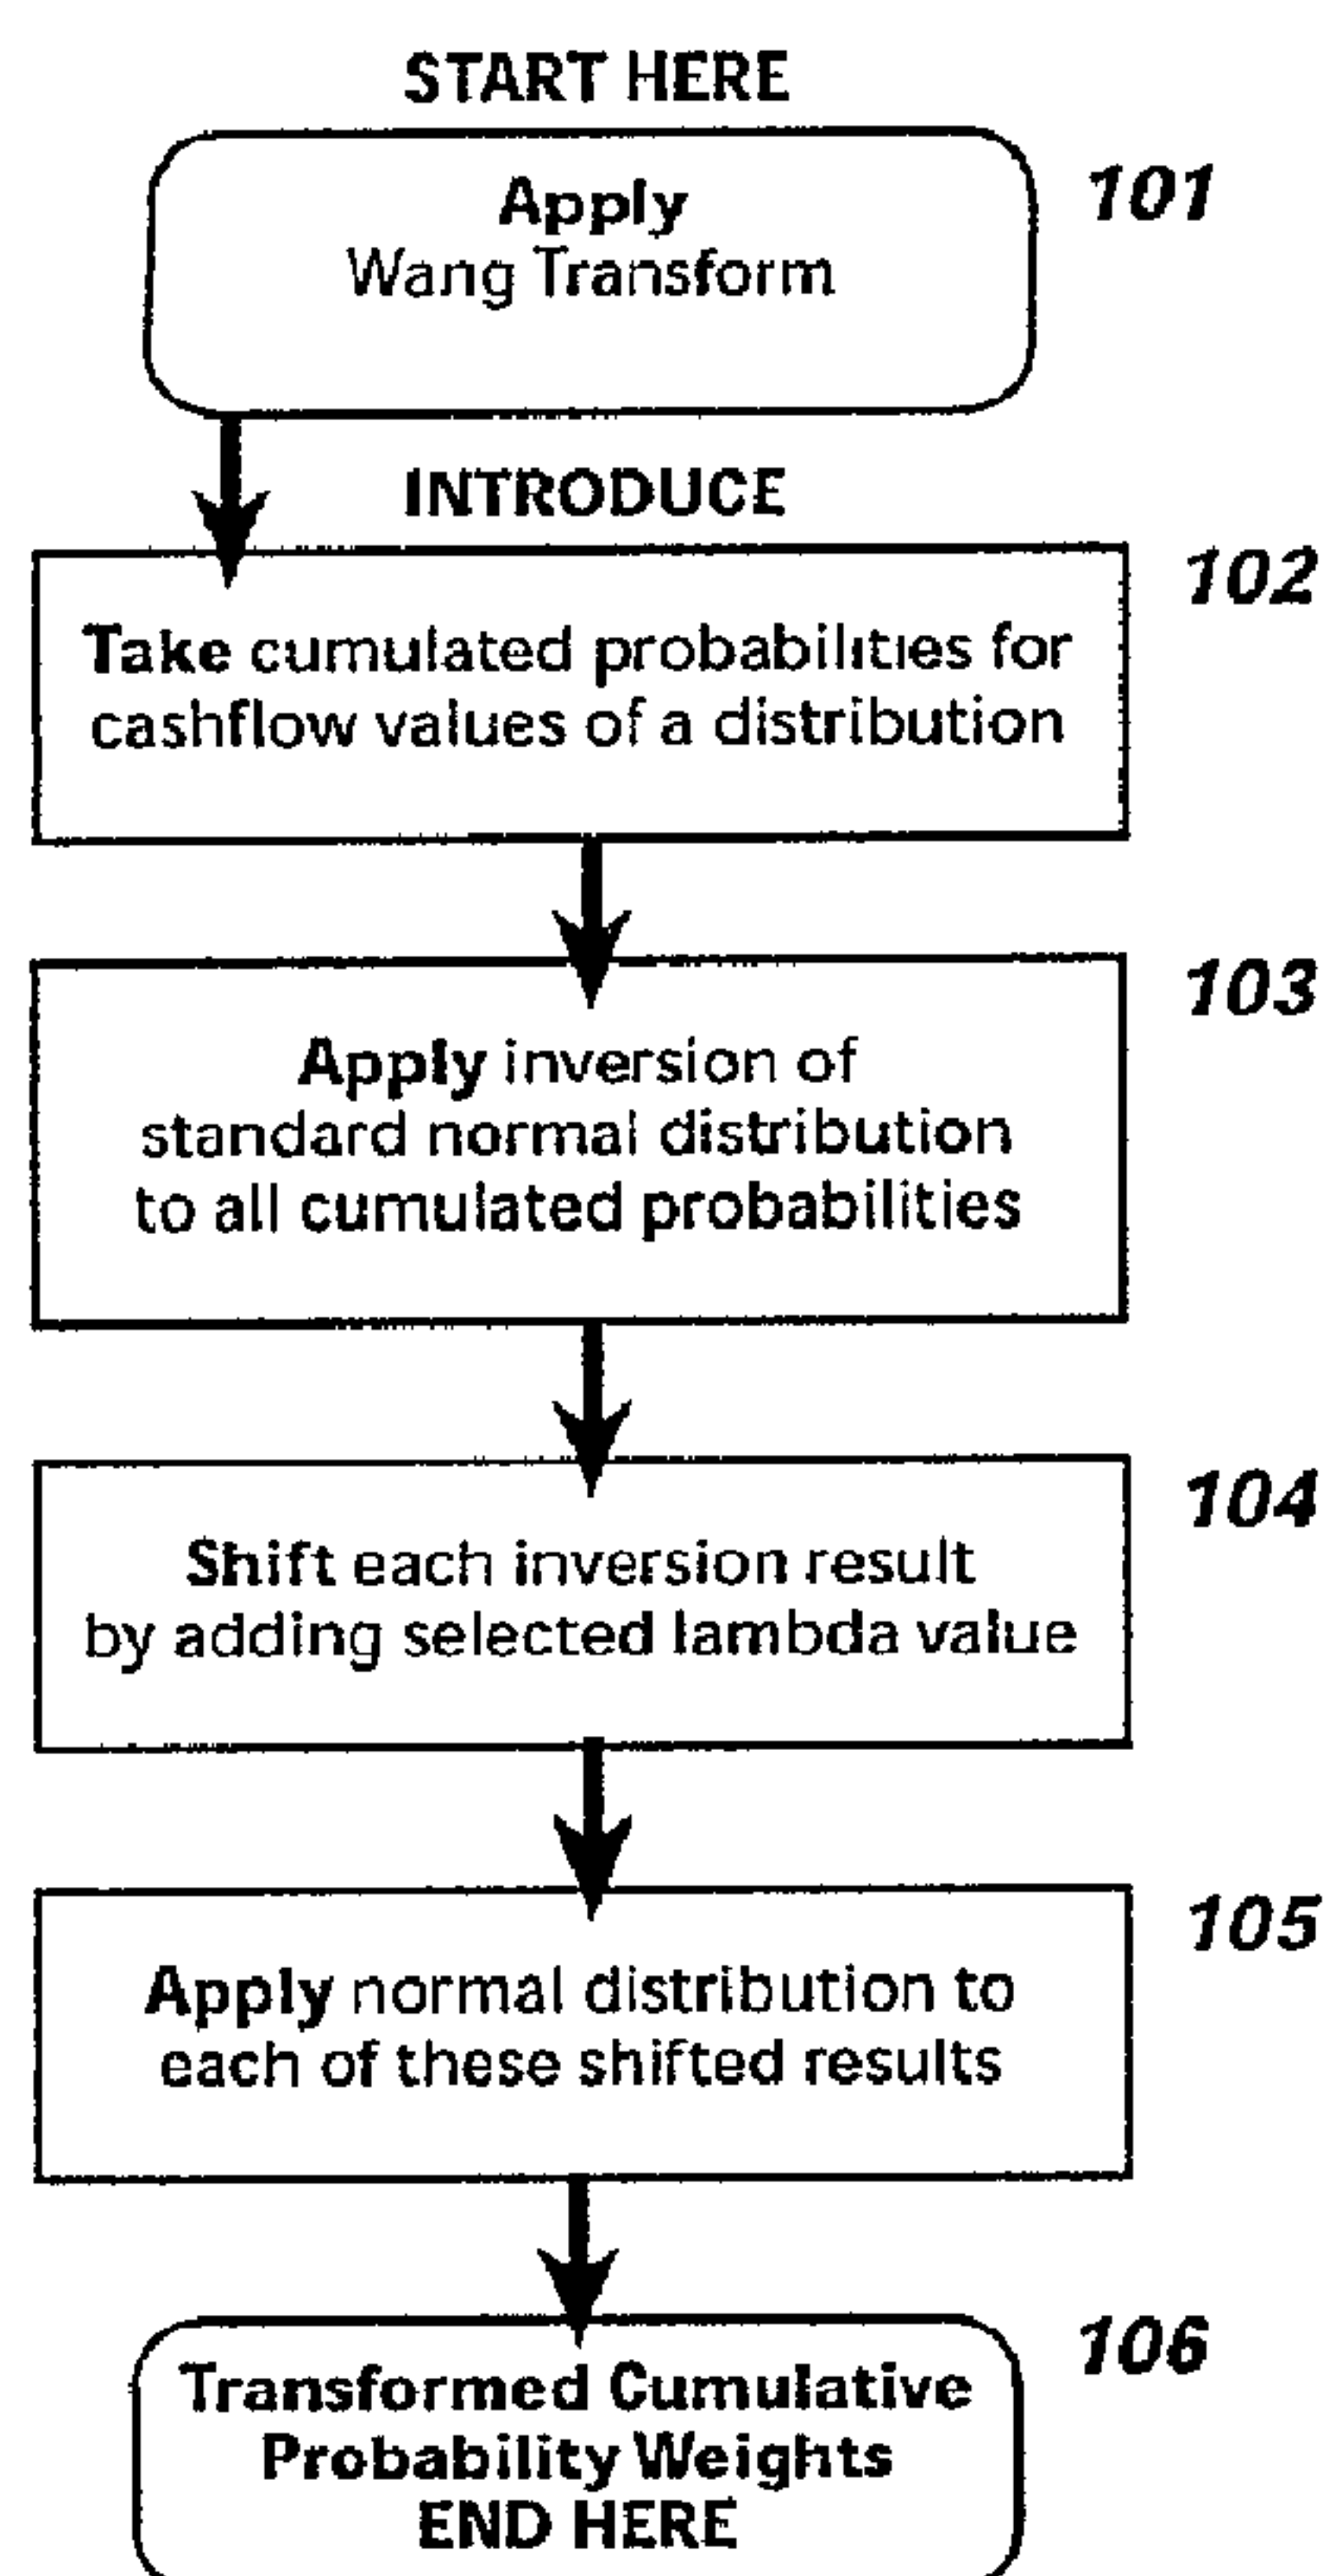 START HERE
Apply
Wang Transform
101
INTRODUCE
102
Take cumulated probabilities for
cashflow values of a distribution
103
Apply inversion of
standard normal distribution
to all cumulated probabilities
104
Shift each inversion result
by adding selected lambda value
105
Apply normal distribution to
each of these shifted results
106
Transformed Cumulative
Probability Weights
END HERE